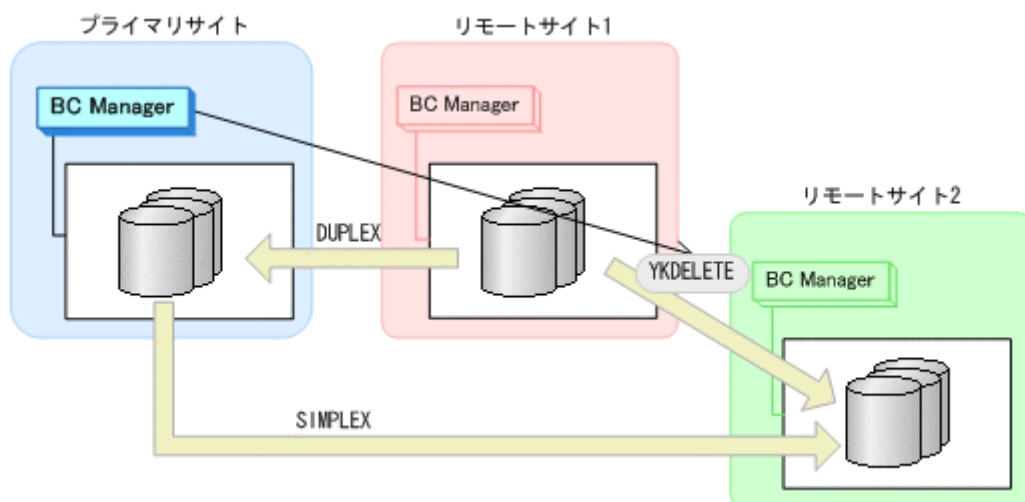 プライマリサイト
リモートサイト1
BC Manager
BC Manager
リモートサイト2
DUPLEX
YKDELETE
BC Manager
SIMPLEX